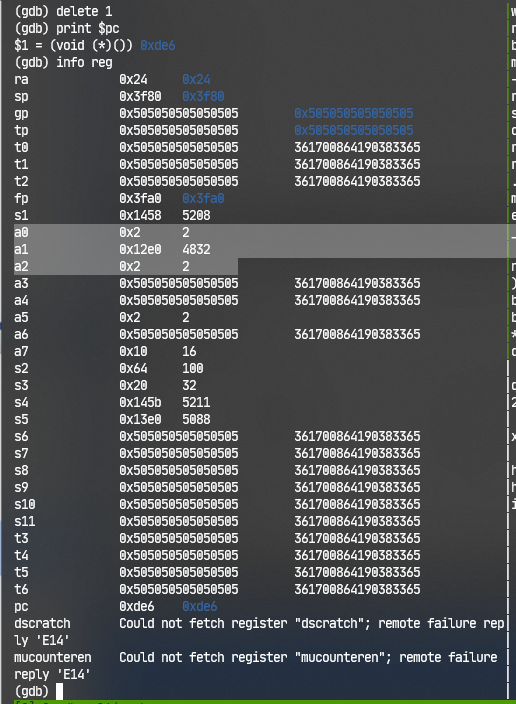 (gdb) delete 1
(gdb) print $pc
$1 = (void (*)()) 0xde6
(gdb) info reg
ra 0x24 0x24
sp 0x3f80 0x3f80
gp 0x505050505050505 0x505050505050505
tp 0x505050505050505 0x505050505050505
t0 0x505050505050505 361700864190383365
t1 0x505050505050505 361700864190383365
t2 0x505050505050505 361700864190383365
fp 0x3fa0 0x3fa0
s1 0x1458 5208
a0 0x2 2
a1 0x12e0 4832
a2 0x2 2
a3 0x505050505050505 361700864190383365
a4 0x505050505050505 361700864190383365
a5 0x2 2
a6 0x505050505050505 361700864190383365
a7 0x10 16
s2 0x64 100
s3 0x20 32
s4 0x145b 5211
s5 0x13e0 5088
s6 0x505050505050505 361700864190383365
s7 0x505050505050505 361700864190383365
s8 0x505050505050505 361700864190383365
s9 0x505050505050505 361700864190383365
s10 0x505050505050505 361700864190383365
s11 0x505050505050505 361700864190383365
t3 0x505050505050505 361700864190383365
t4 0x505050505050505 361700864190383365
t5 0x505050505050505 361700864190383365
t6 0x505050505050505 361700864190383365
pc 0xde6 0xde6
dscratch Could not fetch register "dscratch"; remote failure rep
ly 'E14'
mucounteren Could not fetch register "mucounteren"; remote failure
reply 'E14'
(gdb)